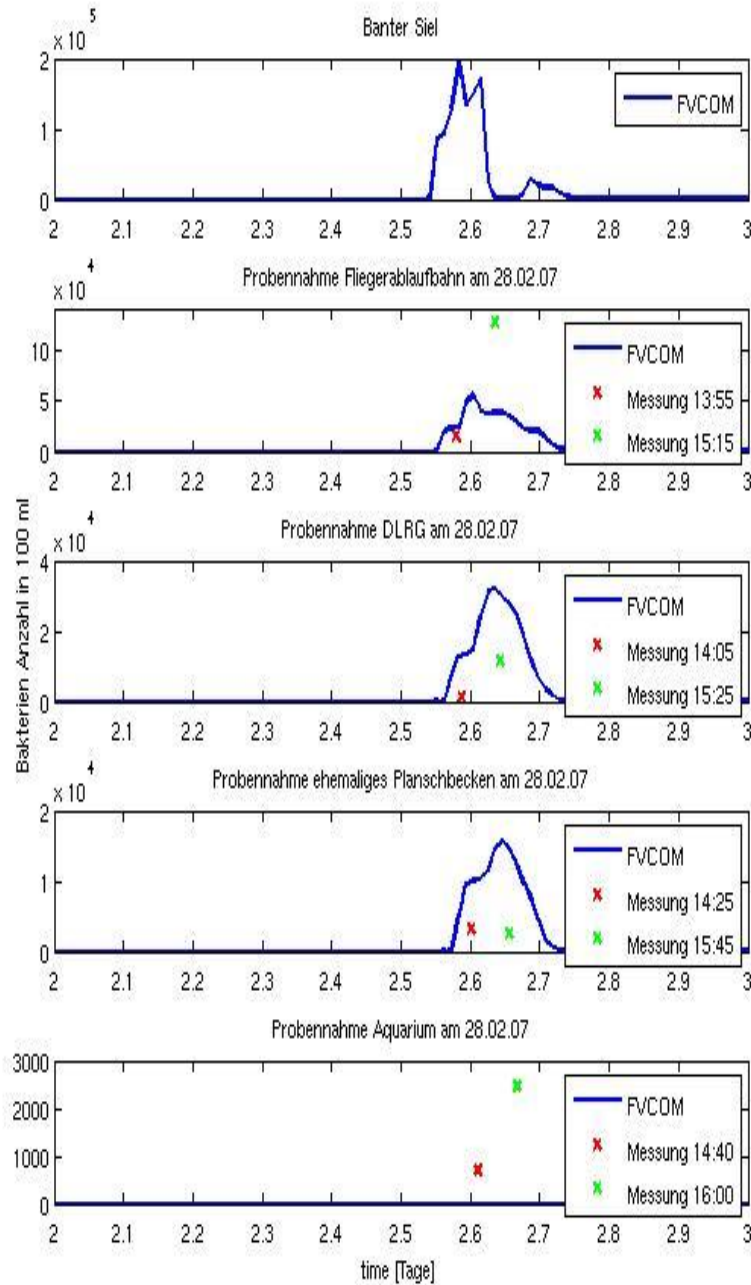 Banter Siel
× 10^5
2
1
0
FVCOM
2 2.1 2.2 2.3 2.4 2.5 2.6 2.7 2.8 2.9 3
Probennahme Fliegerablaufbahn am 28.02.07
× 10^4
10
5
0
FVCOM
Messung 13:55
Messung 15:15
2 2.1 2.2 2.3 2.4 2.5 2.6 2.7 2.8 2.9 3
Bakterien Anzahl in 100 ml
Probennahme DLRG am 28.02.07
× 10^4
4
2
0
FVCOM
Messung 14:05
Messung 15:25
2 2.1 2.2 2.3 2.4 2.5 2.6 2.7 2.8 2.9 3
Probennahme ehemaliges Planschbecken am 28.02.07
× 10^4
2
1
0
FVCOM
Messung 14:25
Messung 15:45
2 2.1 2.2 2.3 2.4 2.5 2.6 2.7 2.8 2.9 3
Probennahme Aquarium am 28.02.07
3000
2000
1000
0
FVCOM
Messung 14:40
Messung 16:00
2 2.1 2.2 2.3 2.4 2.5 2.6 2.7 2.8 2.9 3
time [Tage]